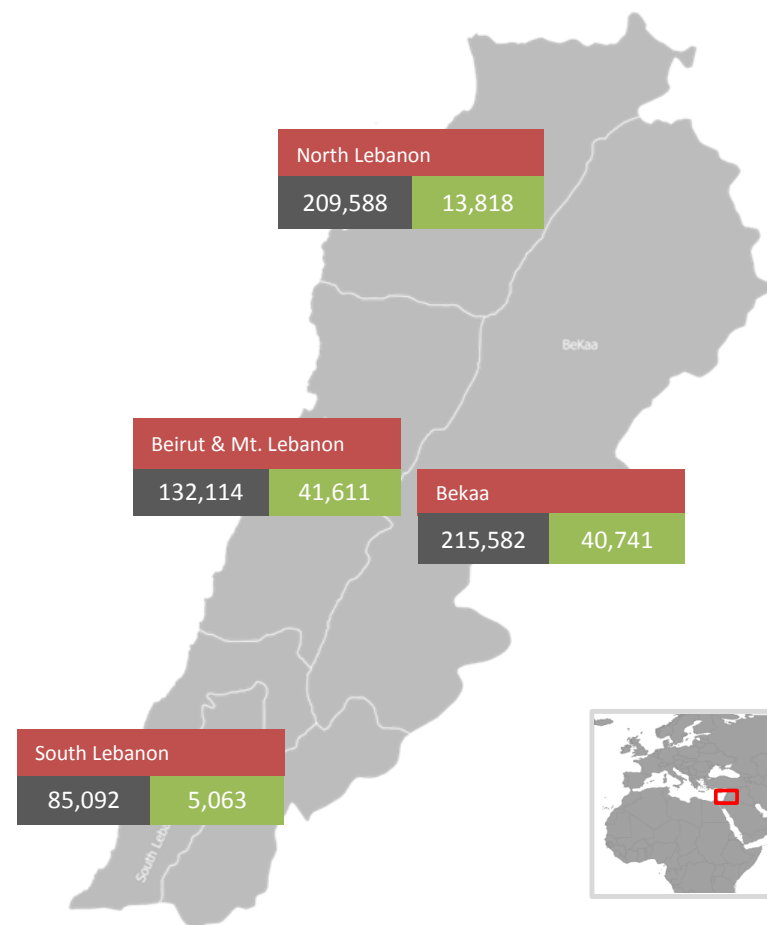 North Lebanon
209,588 13,818
BeKaa
Beirut & Mt. Lebanon
132,114 41,611
Bekaa
215,582 40,741
South Lebanon
85,092 5,063
South Leba